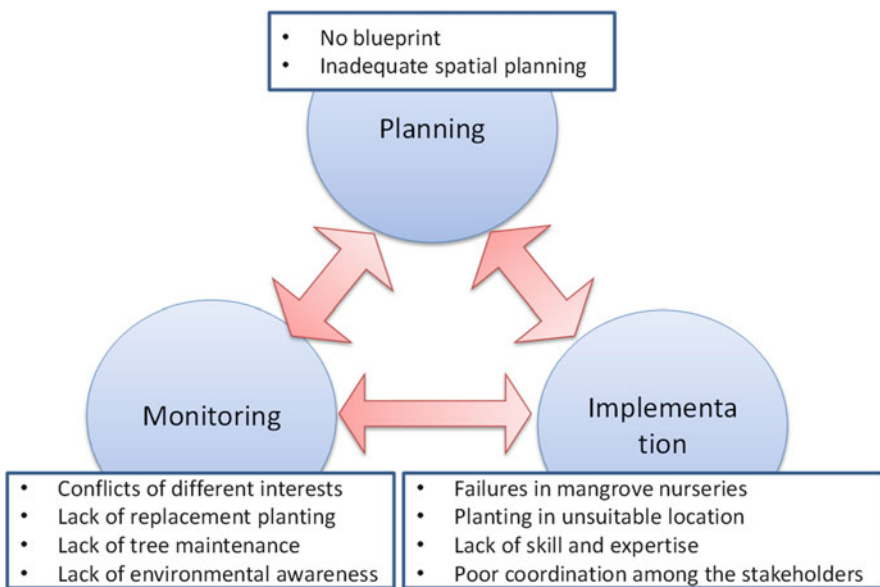 • No blueprint
• Inadequate spatial planning
Planning
Monitoring
Implementa
tion
• Conflicts of different interests
• Lack of replacement planting
• Lack of tree maintenance
• Lack of environmental awareness
• Failures in mangrove nurseries
• Planting in unsuitable location
• Lack of skill and expertise
• Poor coordination among the stakeholders